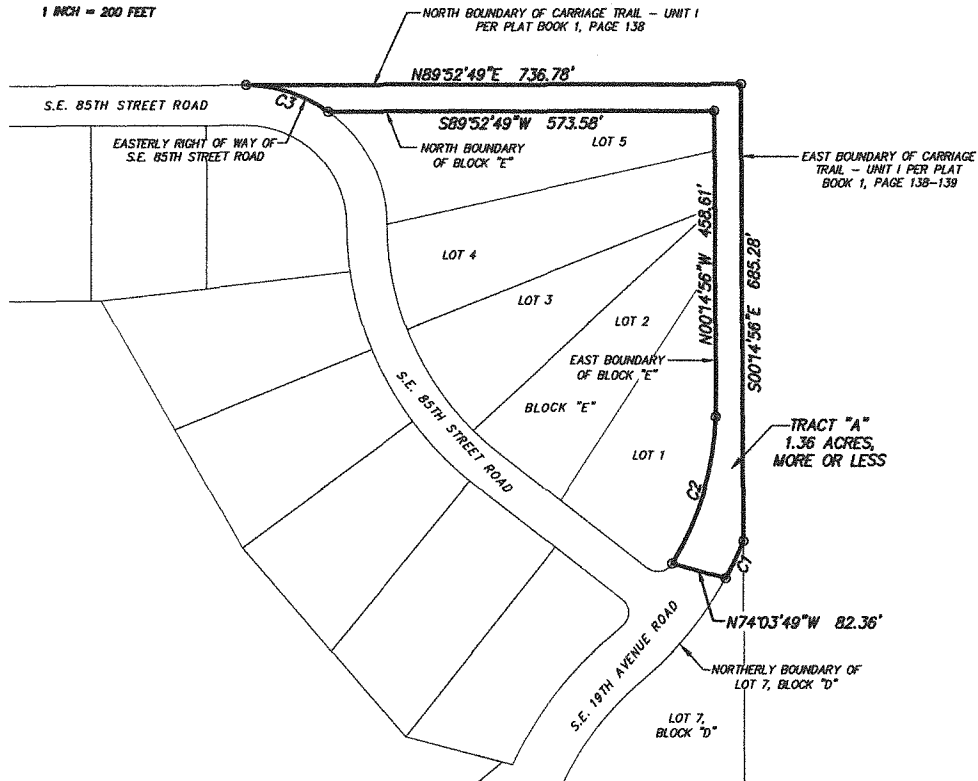 1 INCH = 200 FEET
NORTH BOUNDARY OF CARRIAGE TRAIL - UNIT I
PER PLAT BOOK 1, PAGE 138
N89°52'49"E 736.78'
S.E. 85TH STREET ROAD
C3
EASTERLY RIGHT OF WAY OF
S.E. 85TH STREET ROAD
S89°52'49"W 573.58'
NORTH BOUNDARY
OF BLOCK "E"
LOT 5
EAST BOUNDARY OF CARRIAGE
TRAIL - UNIT I PER PLAT
BOOK 1, PAGE 138-139
N00°14'56"W 458.61'
S00°14'56"E 685.28'
LOT 4
LOT 3
LOT 2
EAST BOUNDARY
OF BLOCK "E"
BLOCK "E"
S.E. 85TH STREET ROAD
LOT 1
TRACT "A"
1.36 ACRES,
MORE OR LESS
C2
C1
N74°03'49"W 82.36'
S.E. 19TH AVENUE ROAD
NORTHERLY BOUNDARY OF
LOT 7, BLOCK "D"
LOT 7,
BLOCK "D"